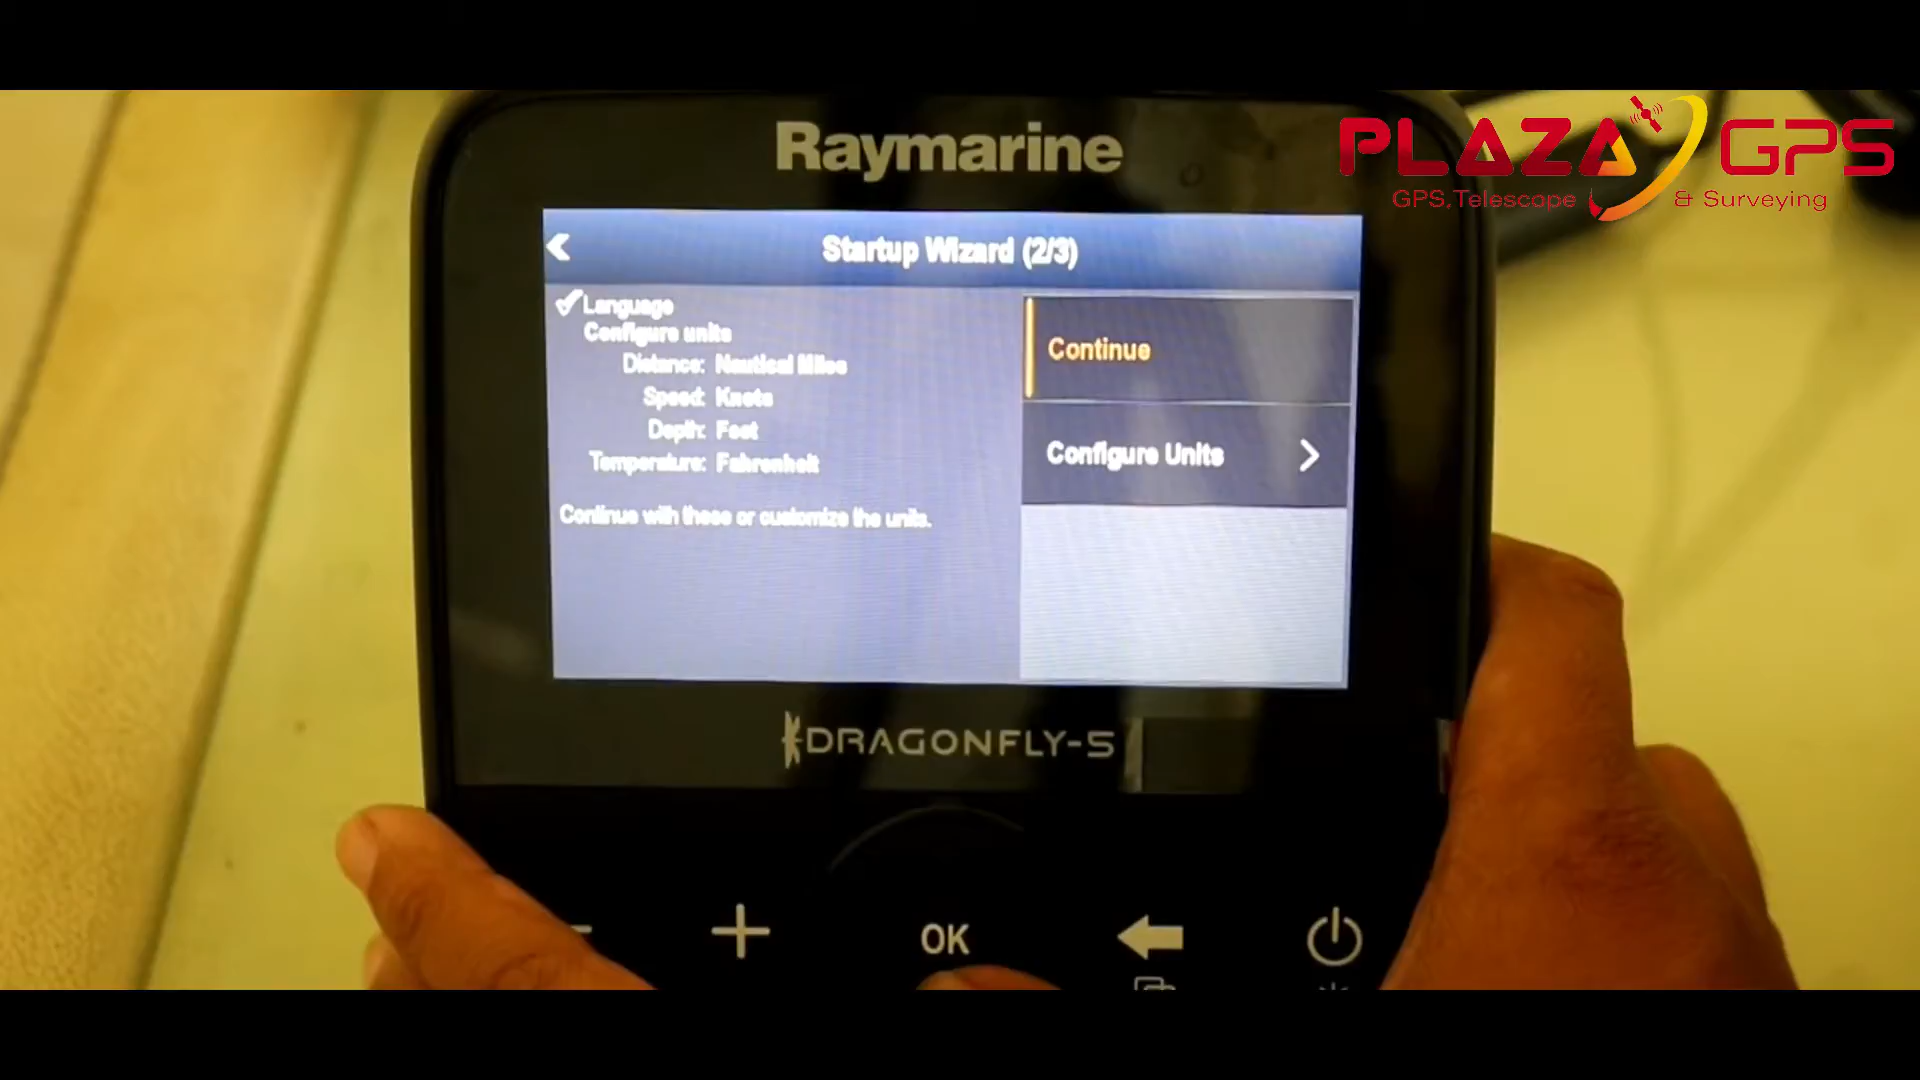 Raymarine
PLAZA GPS
GPS,Telescope & Surveying
Startup Wizard (2/3)
Language
Configure units
Distance: Nautical Miles
Speed: Knots
Depth: Feet
Temperature: Fahrenheit
Continue with these or customize the units.
Continue
Configure Units
DRAGONFLY-5
OK